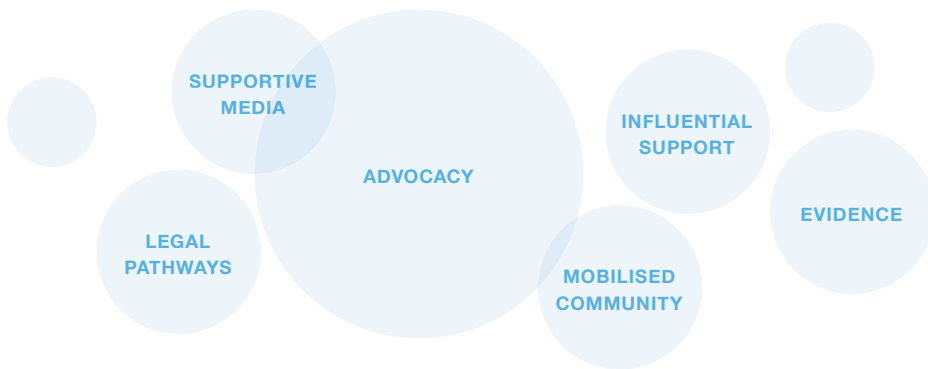 SUPPORTIVE
MEDIA
ADVOCACY
INFLUENTIAL
SUPPORT
EVIDENCE
LEGAL
PATHWAYS
MOBILISED
COMMUNITY